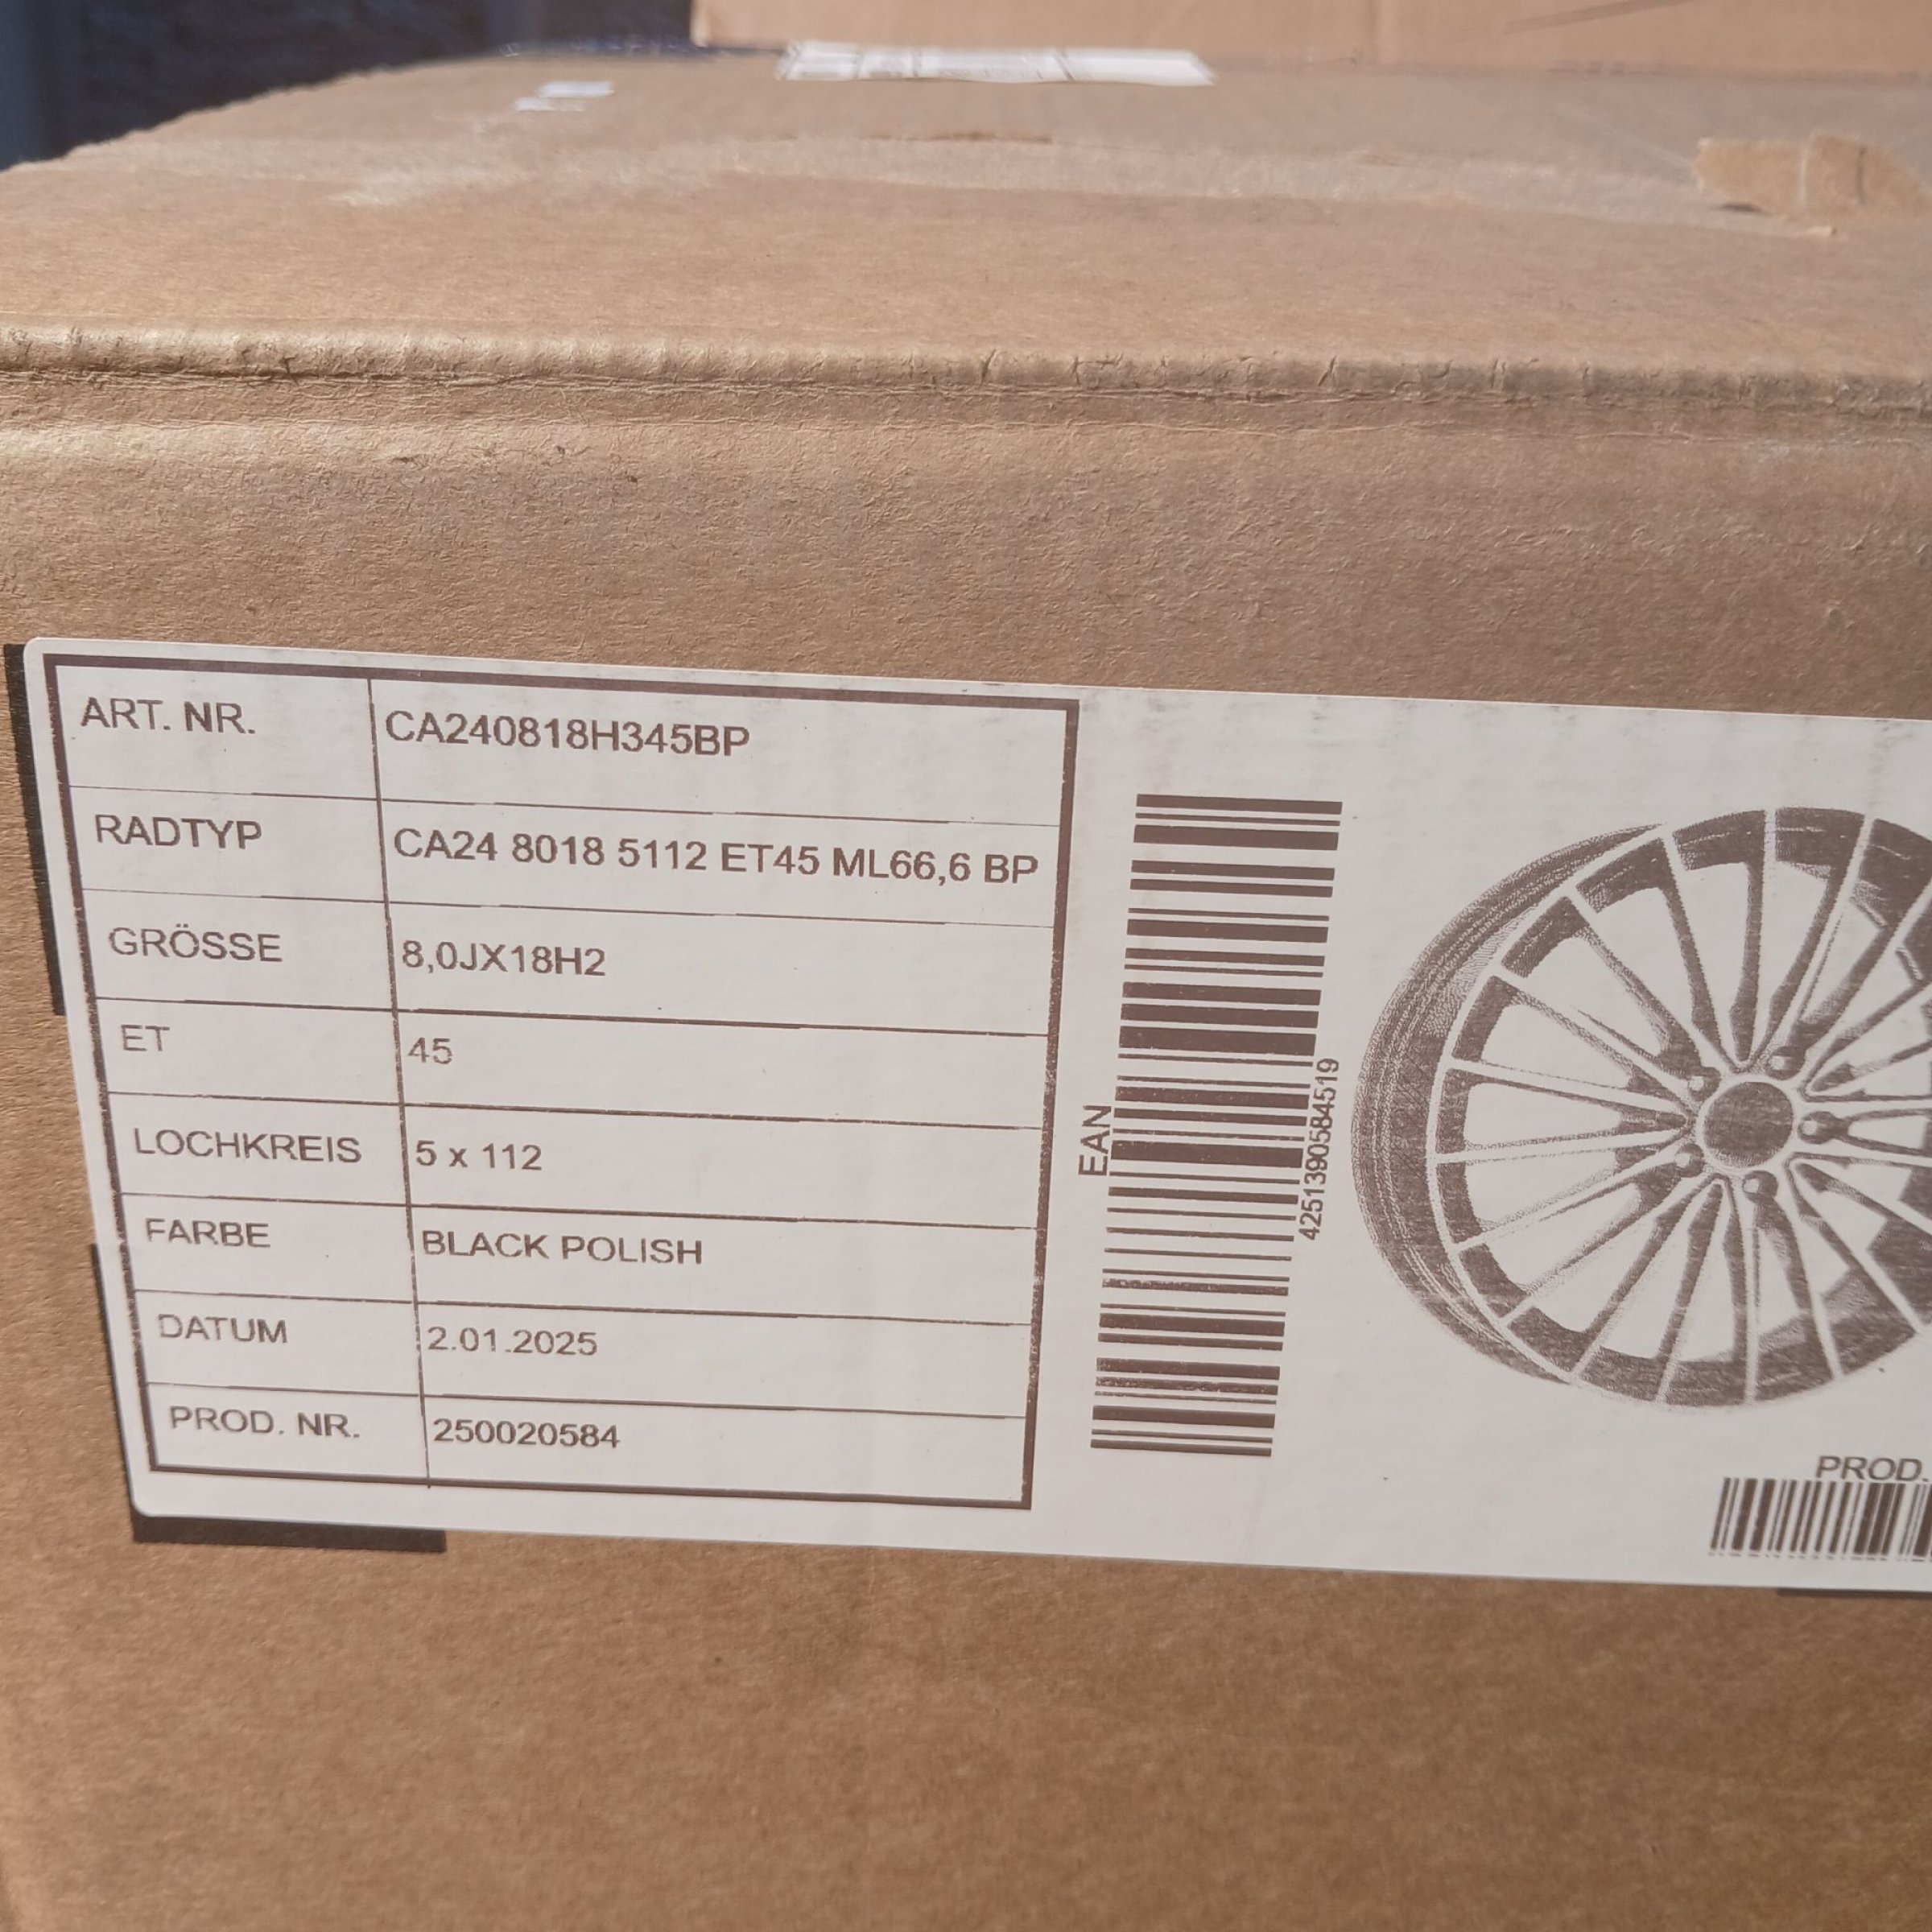 ART. NR. CA240818H345BP
RADTYP CA24 8018 5112 ET45 ML66,6 BP
GRÖSSE 8,0JX18H2
ET 45
LOCHKREIS 5 x 112
FARBE BLACK POLISH
DATUM 2.01.2025
PROD. NR. 250020584
EAN
4251390584519
PROD.